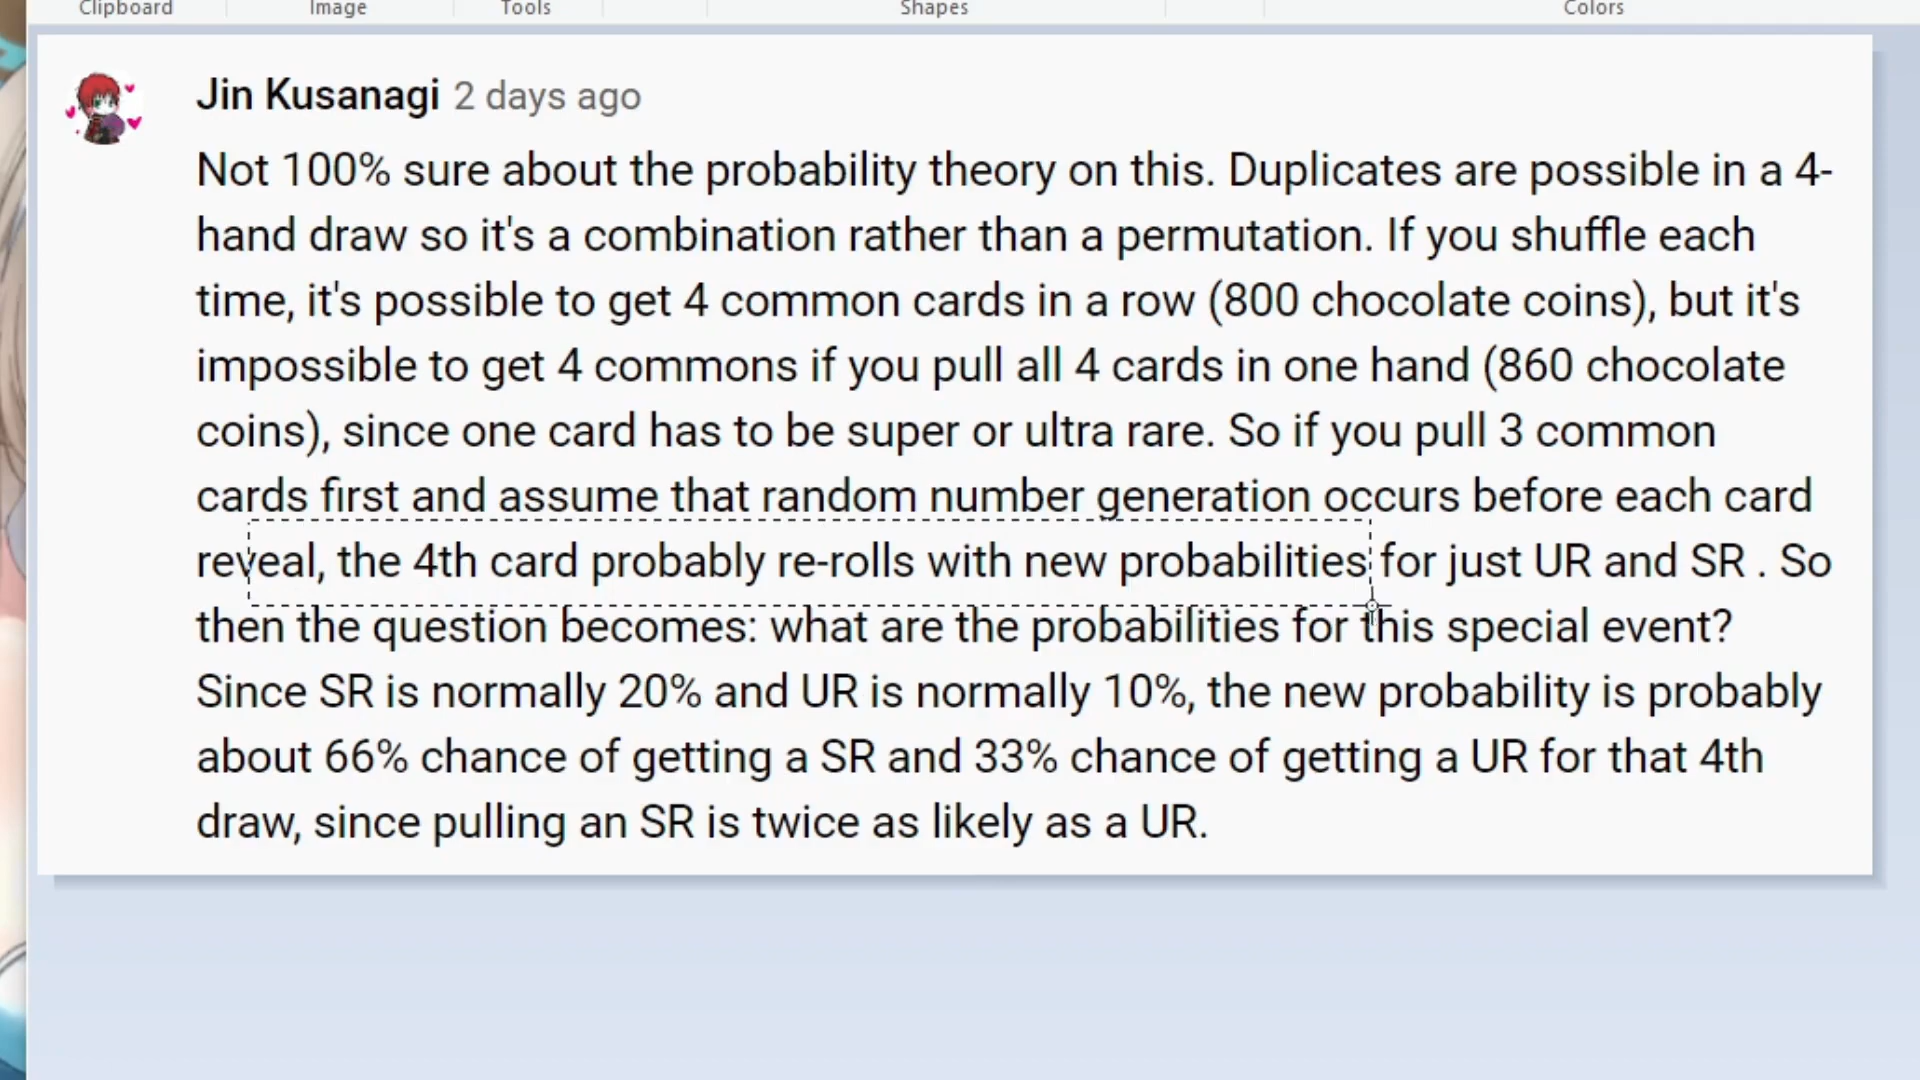 Clipboard Image Tools Shapes Colors
Jin Kusanagi 2 days ago
Not 100% sure about the probability theory on this. Duplicates are possible in a 4-
hand draw so it's a combination rather than a permutation. If you shuffle each
time, it's possible to get 4 common cards in a row (800 chocolate coins), but it's
impossible to get 4 commons if you pull all 4 cards in one hand (860 chocolate
coins), since one card has to be super or ultra rare. So if you pull 3 common
cards first and assume that random number generation occurs before each card
reveal, the 4th card probably re-rolls with new probabilities for just UR and SR . So
then the question becomes: what are the probabilities for this special event?
Since SR is normally 20% and UR is normally 10%, the new probability is probably
about 66% chance of getting a SR and 33% chance of getting a UR for that 4th
draw, since pulling an SR is twice as likely as a UR.